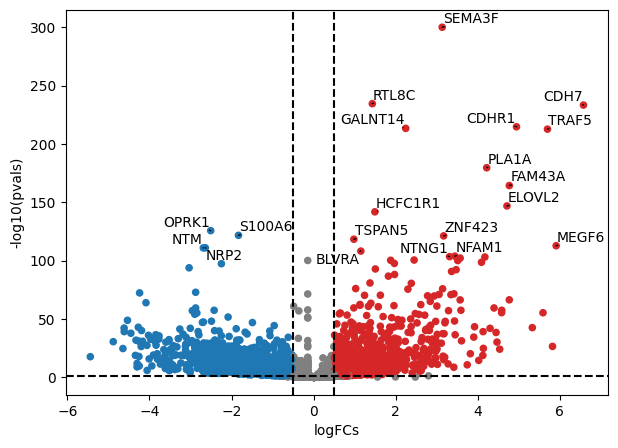 SEMA3F
RTL8C
CDH7
GALNT14
CDHR1
TRAF5
PLA1A
FAM43A
ELOVL2
HCFC1R1
OPRK1
S100A6
TSPAN5
ZNF423
NTM
NRP2
BLVRA
NTNG1
NFAM1
MEGF6
300
250
200
150
100
50
0
-log10(pvals)
−6 −4 −2 0 2 4 6
logFCs